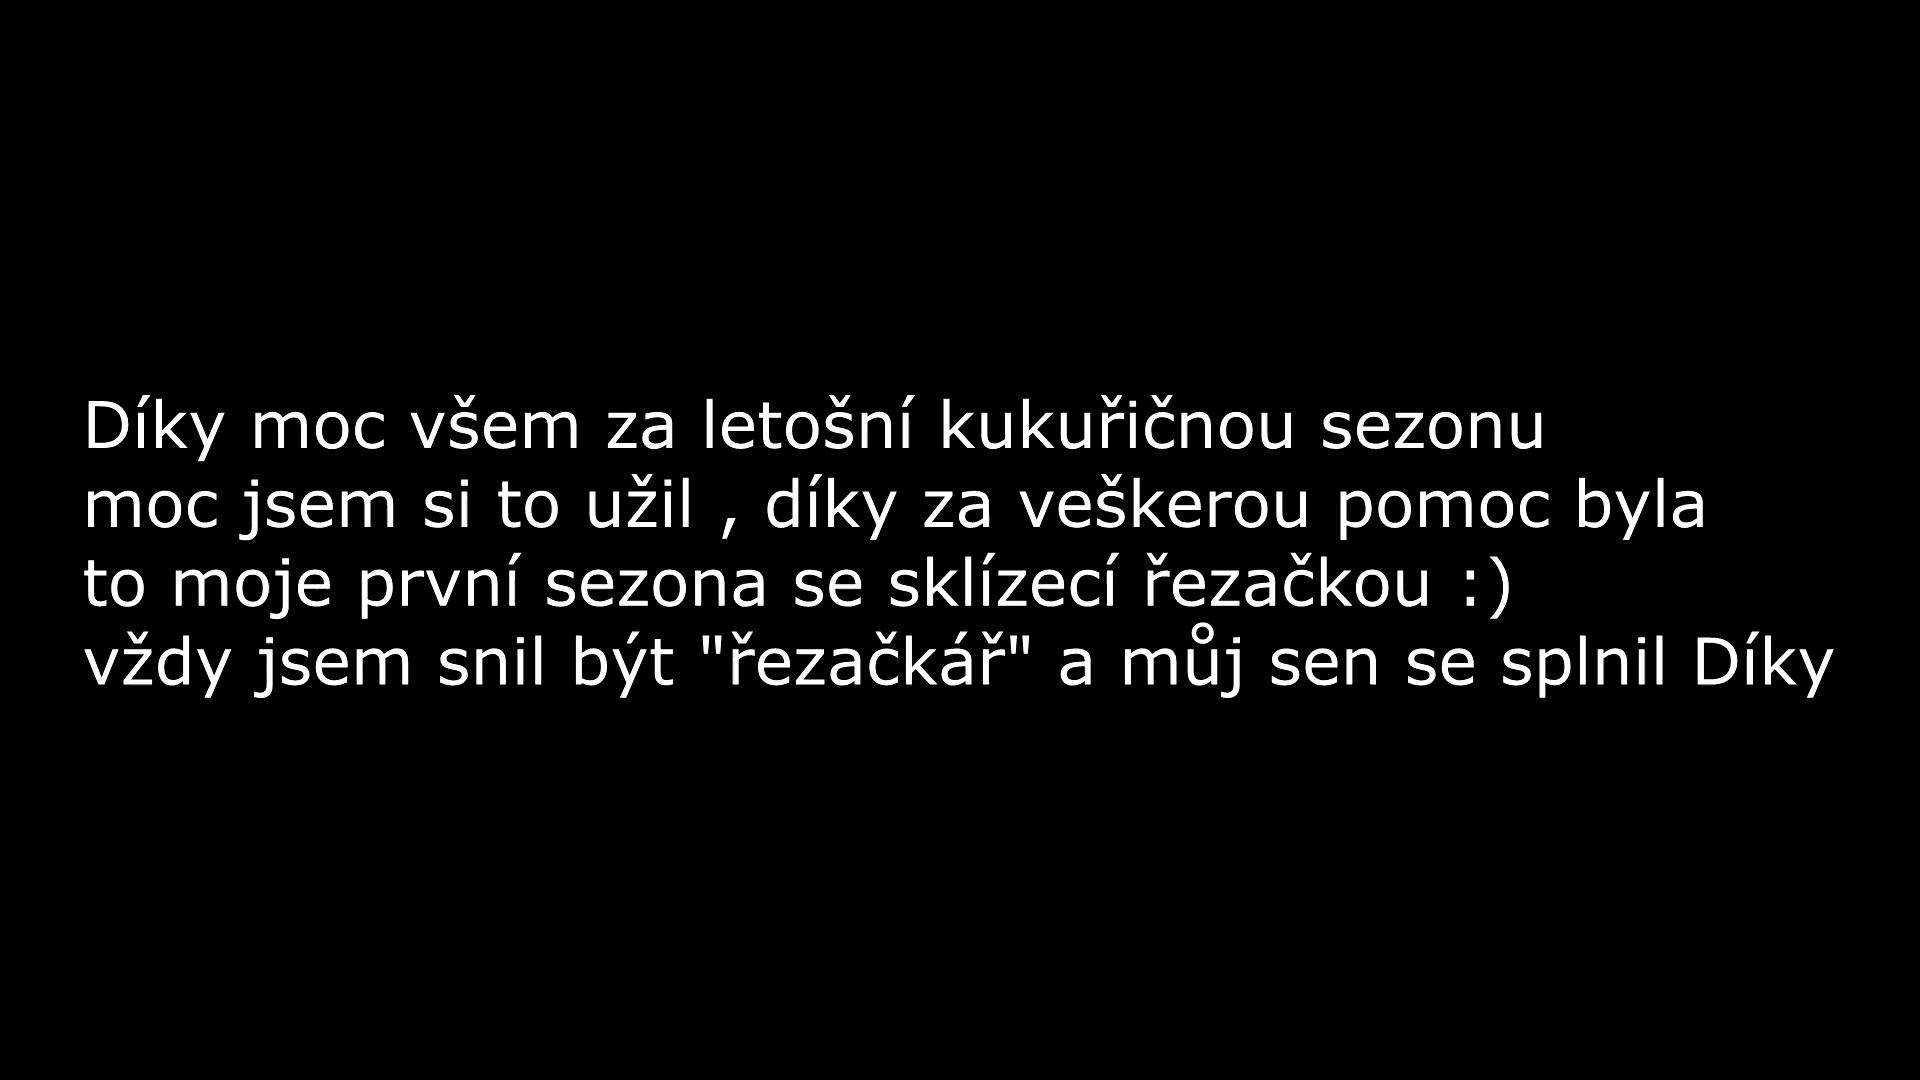 Díky moc všem za letošní kukuřičnou sezonu
moc jsem si to užil , díky za veškerou pomoc byla
to moje první sezona se sklízecí řezačkou :)
vždy jsem snil být "řezačkář" a můj sen se splnil Díky